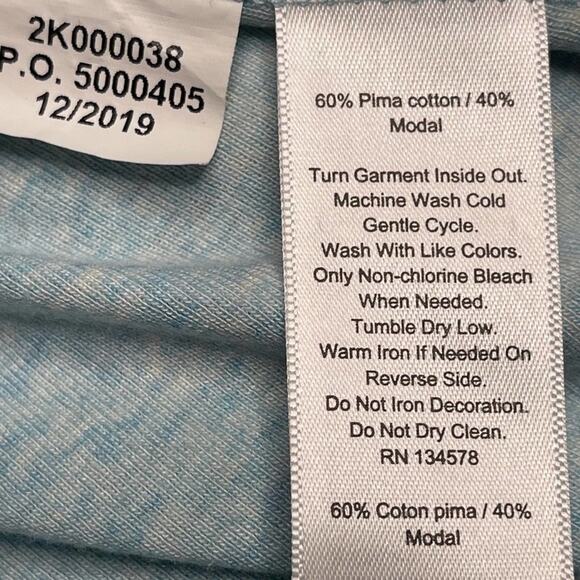 2K000038
P.O. 5000405
12/2019
60% Pima cotton / 40%
Modal
Turn Garment Inside Out.
Machine Wash Cold
Gentle Cycle.
Wash With Like Colors.
Only Non-chlorine Bleach
When Needed.
Tumble Dry Low.
Warm Iron If Needed On
Reverse Side.
Do Not Iron Decoration.
Do Not Dry Clean.
RN 134578
60% Coton pima / 40%
Modal